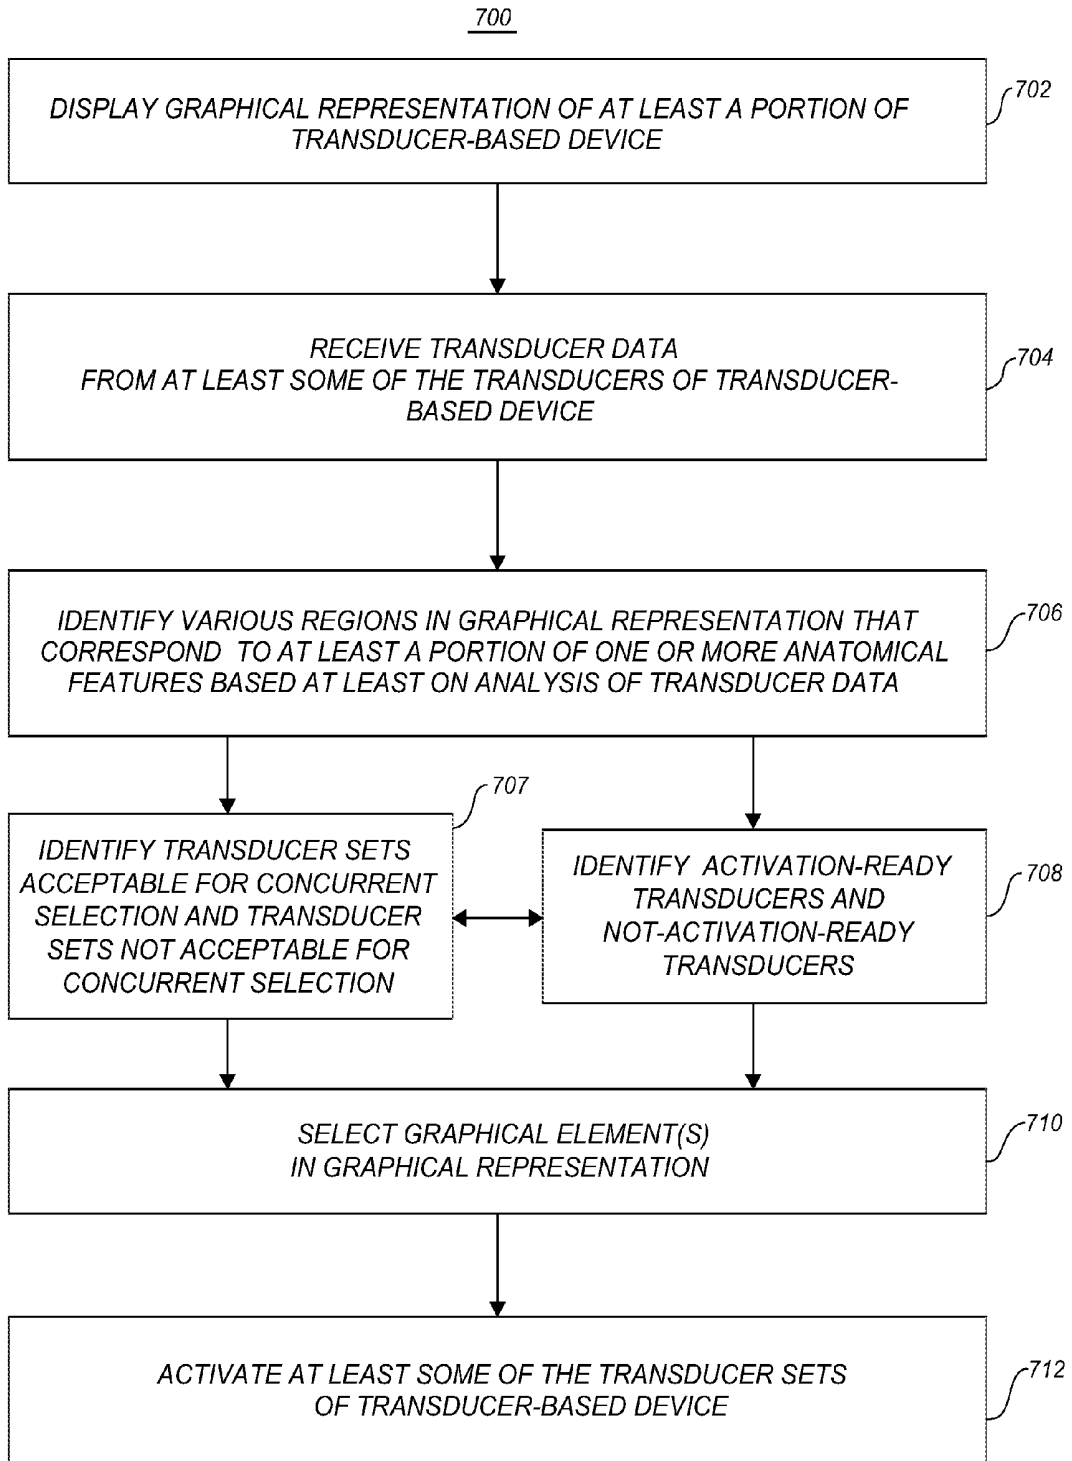 700
DISPLAY GRAPHICAL REPRESENTATION OF AT LEAST A PORTION OF
TRANSDUCER-BASED DEVICE
702
RECEIVE TRANSDUCER DATA
FROM AT LEAST SOME OF THE TRANSDUCERS OF TRANSDUCER-
BASED DEVICE
704
IDENTIFY VARIOUS REGIONS IN GRAPHICAL REPRESENTATION THAT
CORRESPOND TO AT LEAST A PORTION OF ONE OR MORE ANATOMICAL
FEATURES BASED AT LEAST ON ANALYSIS OF TRANSDUCER DATA
706
707
IDENTIFY TRANSDUCER SETS
ACCEPTABLE FOR CONCURRENT
SELECTION AND TRANSDUCER
SETS NOT ACCEPTABLE FOR
CONCURRENT SELECTION
IDENTIFY ACTIVATION-READY
TRANSDUCERS AND
NOT-ACTIVATION-READY
TRANSDUCERS
708
SELECT GRAPHICAL ELEMENT(S)
IN GRAPHICAL REPRESENTATION
710
ACTIVATE AT LEAST SOME OF THE TRANSDUCER SETS
OF TRANSDUCER-BASED DEVICE
712